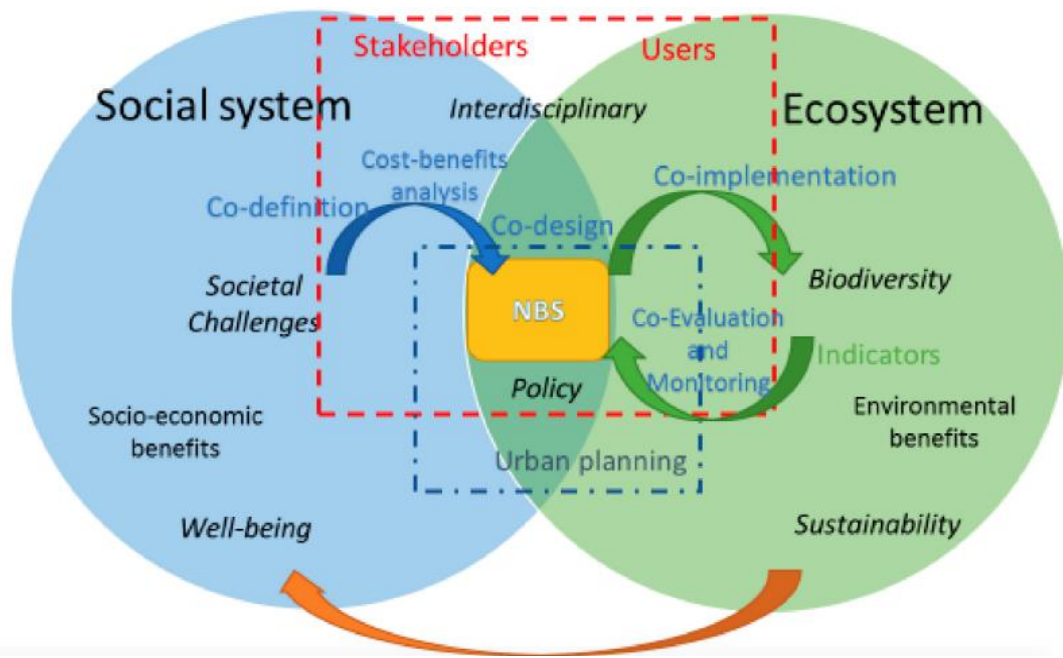 Stakeholders
Users
Social system
Interdisciplinary
Ecosystem
Cost-benefits
analysis
Co-implementation
Co-definition
Co-design
Societal
Challenges
NBS
Biodiversity
Co-Evaluation
and
Monitoring
Indicators
Policy
Socio-economic
benefits
Environmental
benefits
Urban planning
Well-being
Sustainability